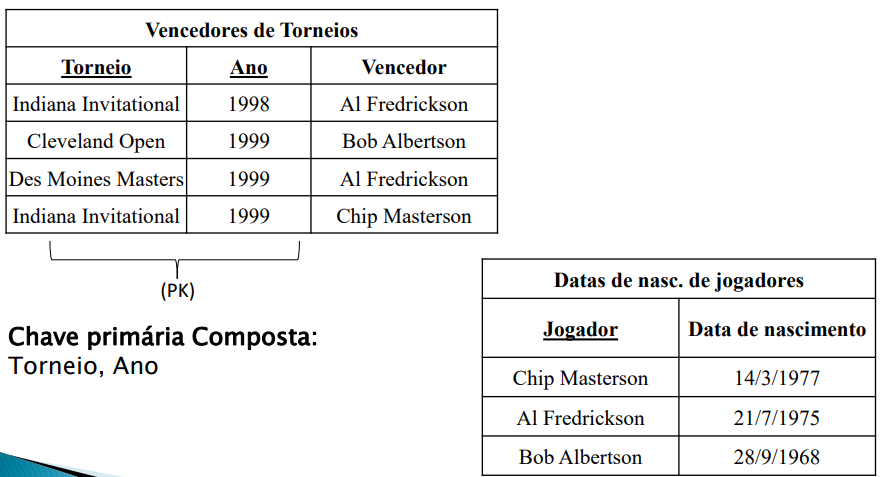 Vencedores de Torneios
Torneio Ano Vencedor
Indiana Invitational 1998 Al Fredrickson
Cleveland Open 1999 Bob Albertson
Des Moines Masters 1999 Al Fredrickson
Indiana Invitational 1999 Chip Masterson
(PK)
Chave primária Composta:
Torneio, Ano
Datas de nasc. de jogadores
Jogador Data de nascimento
Chip Masterson 14/3/1977
Al Fredrickson 21/7/1975
Bob Albertson 28/9/1968